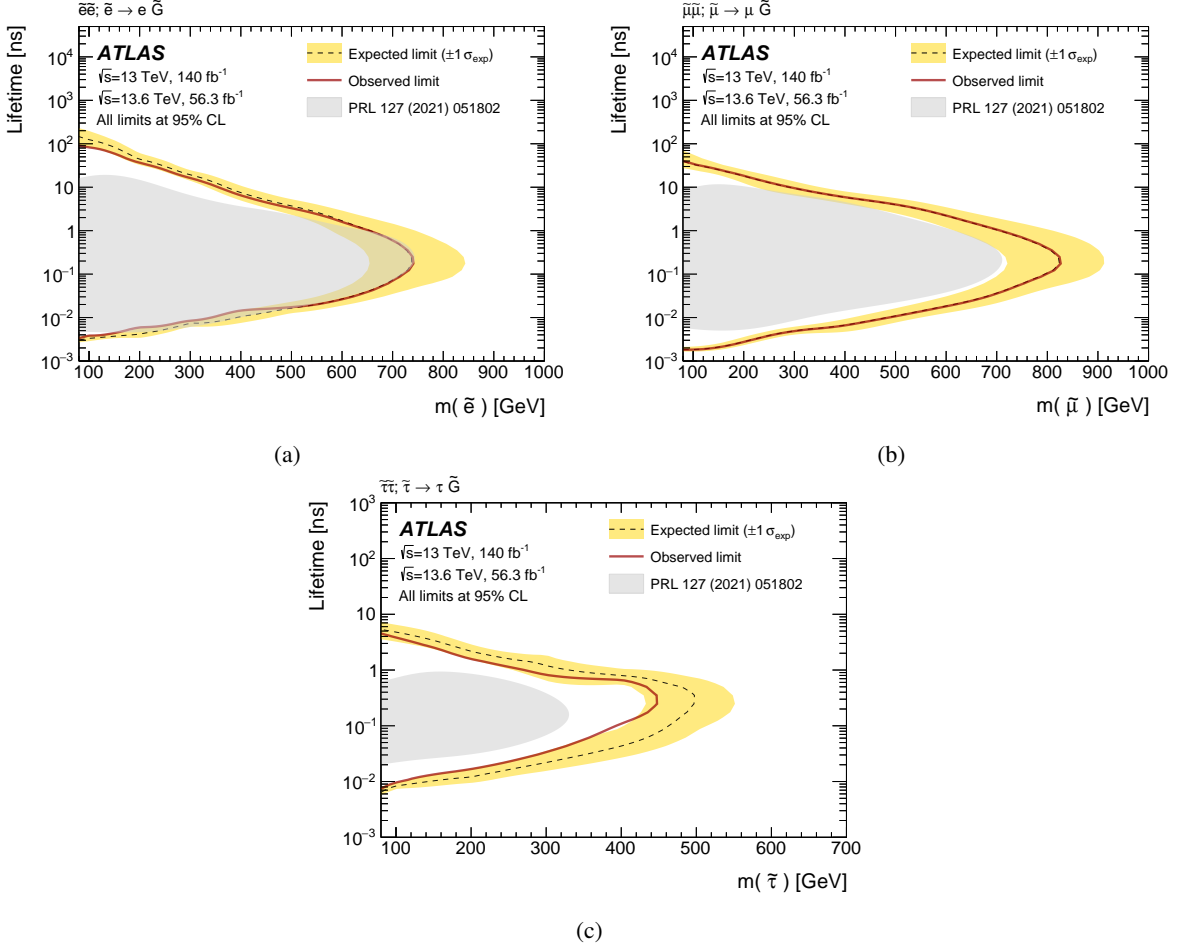 ẽẽ; ẽ → e G̃
Lifetime [ns]
10⁴
10³
10²
10
1
10⁻¹
10⁻²
10⁻³
ATLAS
√s=13 TeV, 140 fb⁻¹
√s=13.6 TeV, 56.3 fb⁻¹
All limits at 95% CL
Expected limit (±1 σexp)
Observed limit
PRL 127 (2021) 051802
100 200 300 400 500 600 700 800 900 1000
m( ẽ ) [GeV]
(a)
μ̃μ̃; μ̃ → μ G̃
Lifetime [ns]
10⁴
10³
10²
10
1
10⁻¹
10⁻²
10⁻³
ATLAS
√s=13 TeV, 140 fb⁻¹
√s=13.6 TeV, 56.3 fb⁻¹
All limits at 95% CL
Expected limit (±1 σexp)
Observed limit
PRL 127 (2021) 051802
100 200 300 400 500 600 700 800 900 1000
m( μ̃ ) [GeV]
(b)
τ̃τ̃; τ̃ → τ G̃
Lifetime [ns]
10³
10²
10
1
10⁻¹
10⁻²
10⁻³
ATLAS
√s=13 TeV, 140 fb⁻¹
√s=13.6 TeV, 56.3 fb⁻¹
All limits at 95% CL
Expected limit (±1 σexp)
Observed limit
PRL 127 (2021) 051802
100 200 300 400 500 600 700
m( τ̃ ) [GeV]
(c)